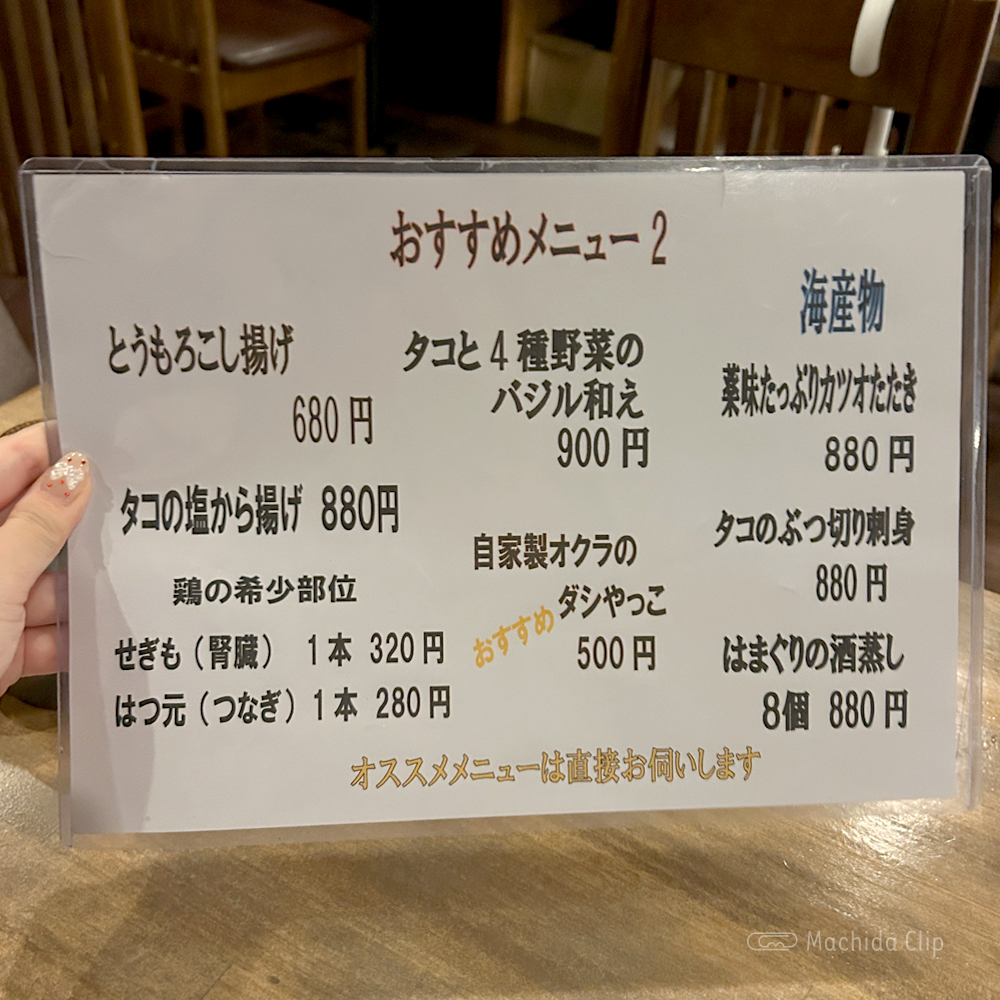 おすすめメニュー 2
とうもろこし揚げ
680 円
タコの塩から揚げ 880円
鶏の希少部位
せぎも（腎臓） 1本 320 円
はつ元（つなぎ）1本 280 円
タコと 4 種野菜の
バジル和え
900 円
自家製オクラの
ダシやっこ
おすすめ
500 円
海産物
薬味たっぷりカツオたたき
880 円
タコのぶつ切り刺身
880 円
はまぐりの酒蒸し
8個 880 円
オススメメニューは直接お伺いします
Machida Clip